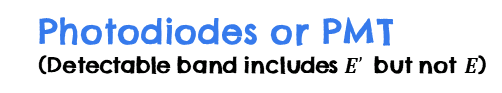 Photodiodes or PMT
(Detectable band includes E' but not E)